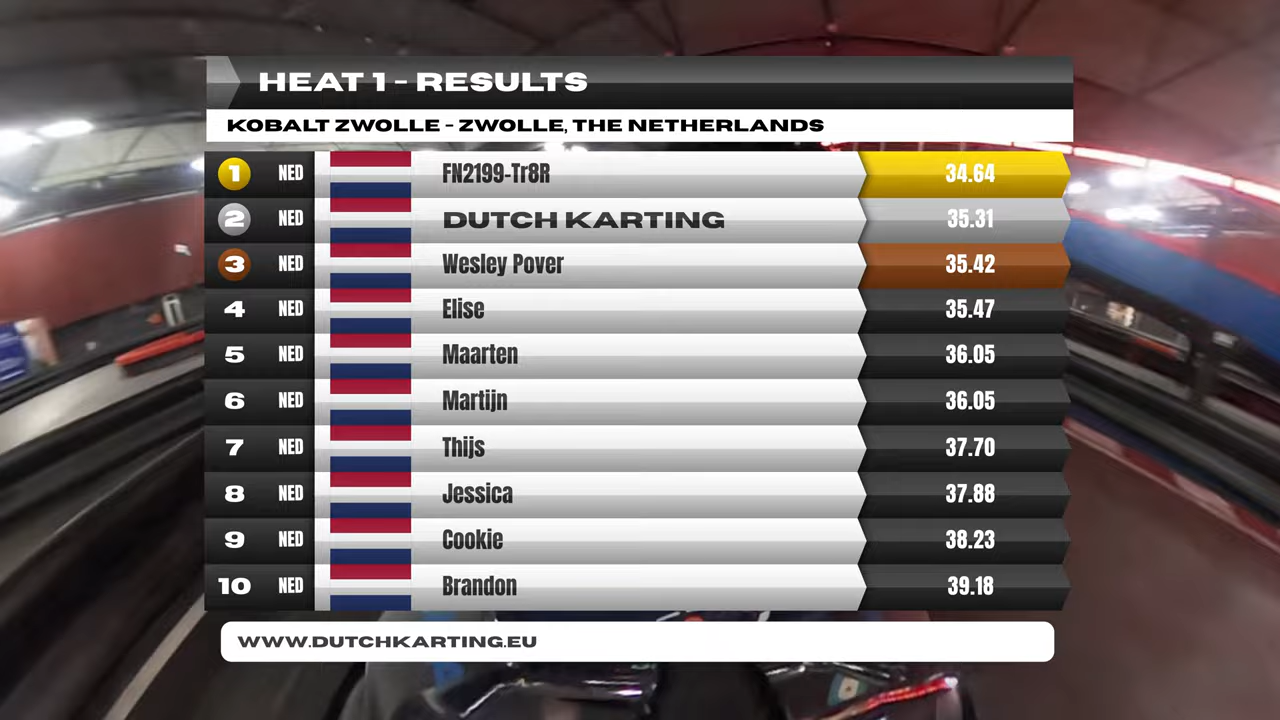 HEAT 1 - RESULTS
KOBALT ZWOLLE - ZWOLLE, THE NETHERLANDS
1 NED FN2199-Tr8R 34.64
2 NED DUTCH KARTING 35.31
3 NED Wesley Pover 35.42
4 NED Elise 35.47
5 NED Maarten 36.05
6 NED Martijn 36.05
7 NED Thijs 37.70
8 NED Jessica 37.88
9 NED Cookie 38.23
10 NED Brandon 39.18
WWW.DUTCHKARTING.EU